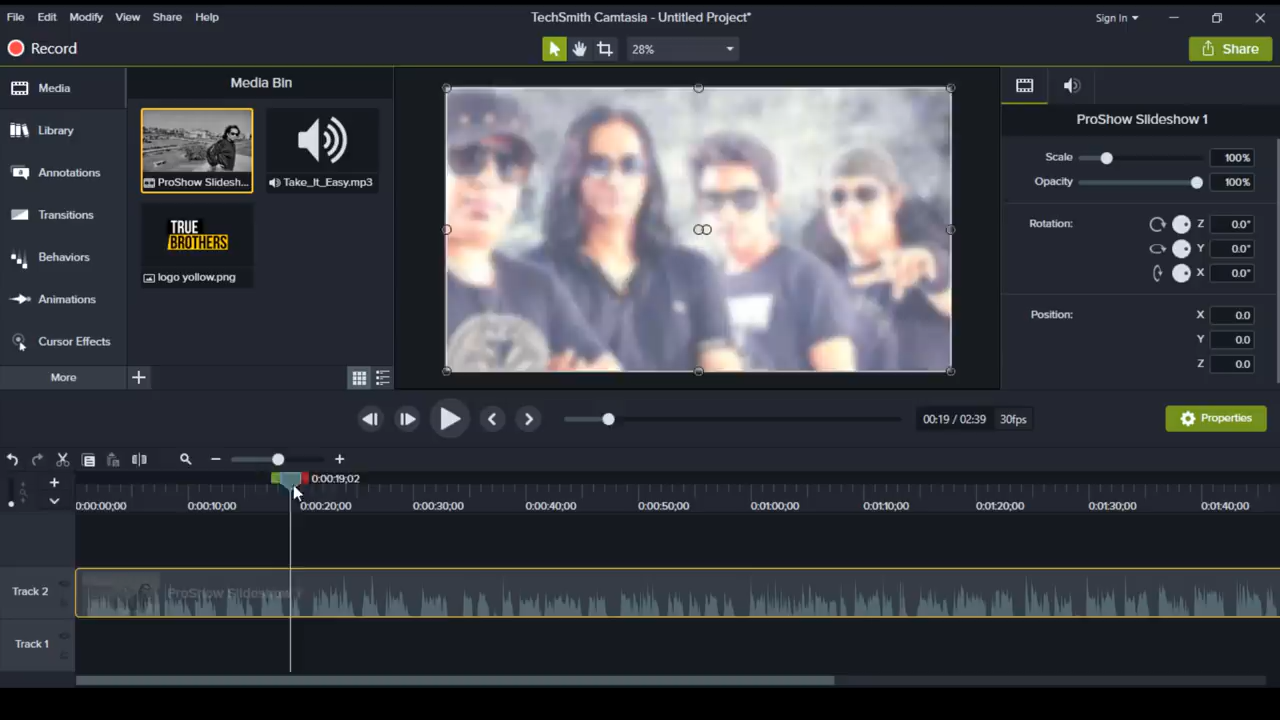 TechSmith Camtasia - Untitled Project*
File Edit Modify View Share Help
Sign In
Record
28%
Share
Media
Library
Annotations
Transitions
Behaviors
Animations
Cursor Effects
More
Media Bin
ProShow Slidesh...
Take_It_Easy.mp3
TRUE
BROTHERS
logo yollow.png
ProShow Slideshow 1
Scale 100%
Opacity 100%
Rotation: Z 0.0°
Y 0.0°
X 0.0°
Position: X 0.0
Y 0.0
Z 0.0
00:19 / 02:39 30fps
Properties
0:00:19;02
0:00:00;00 0:00:10;00 0:00:20;00 0:00:30;00 0:00:40;00 0:00:50;00 0:01:00;00 0:01:10;00 0:01:20;00 0:01:30;00 0:01:40;00
Track 2
ProShow Slideshow 1
Track 1